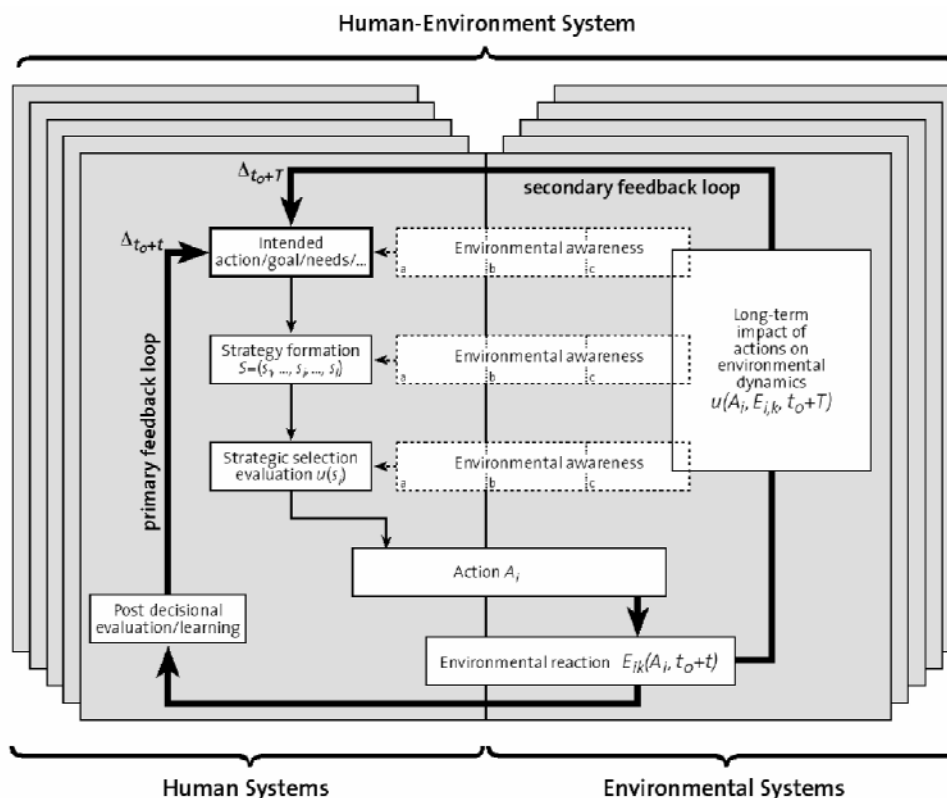 Human-Environment System
Δt₀+T
secondary feedback loop
Δt₀+t
Intended
action/goal/needs/...
Environmental awareness
a b c
Long-term
impact of
actions on
environmental
dynamics
u(Aᵢ, Eᵢ,ₖ, t₀+T)
Strategy formation
S=(s₁, ..., sᵢ, ..., sₗ)
Environmental awareness
a b c
Strategic selection
evaluation u(sᵢ)
Environmental awareness
a b c
primary feedback loop
Action Aᵢ
Post decisional
evaluation/learning
Environmental reaction Eᵢₖ(Aᵢ, t₀+t)
Human Systems
Environmental Systems